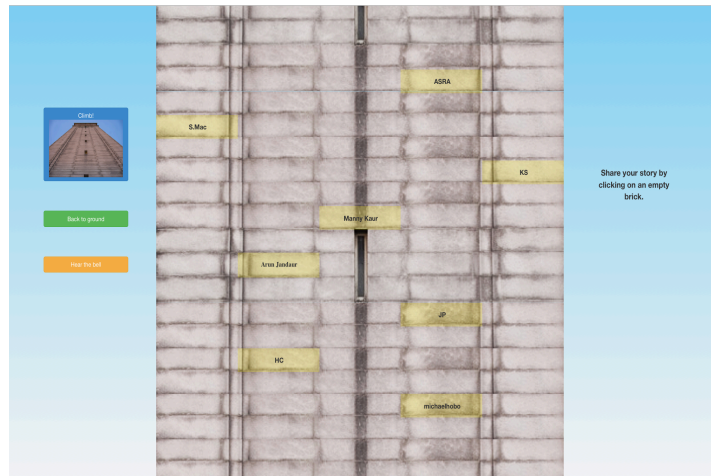 Climb!
Back to ground
Hear the bell
ASRA
S.Mac
KS
Manny Kaur
Arun Jandaur
JP
HC
michaelhobo
Share your story by
clicking on an empty
brick.